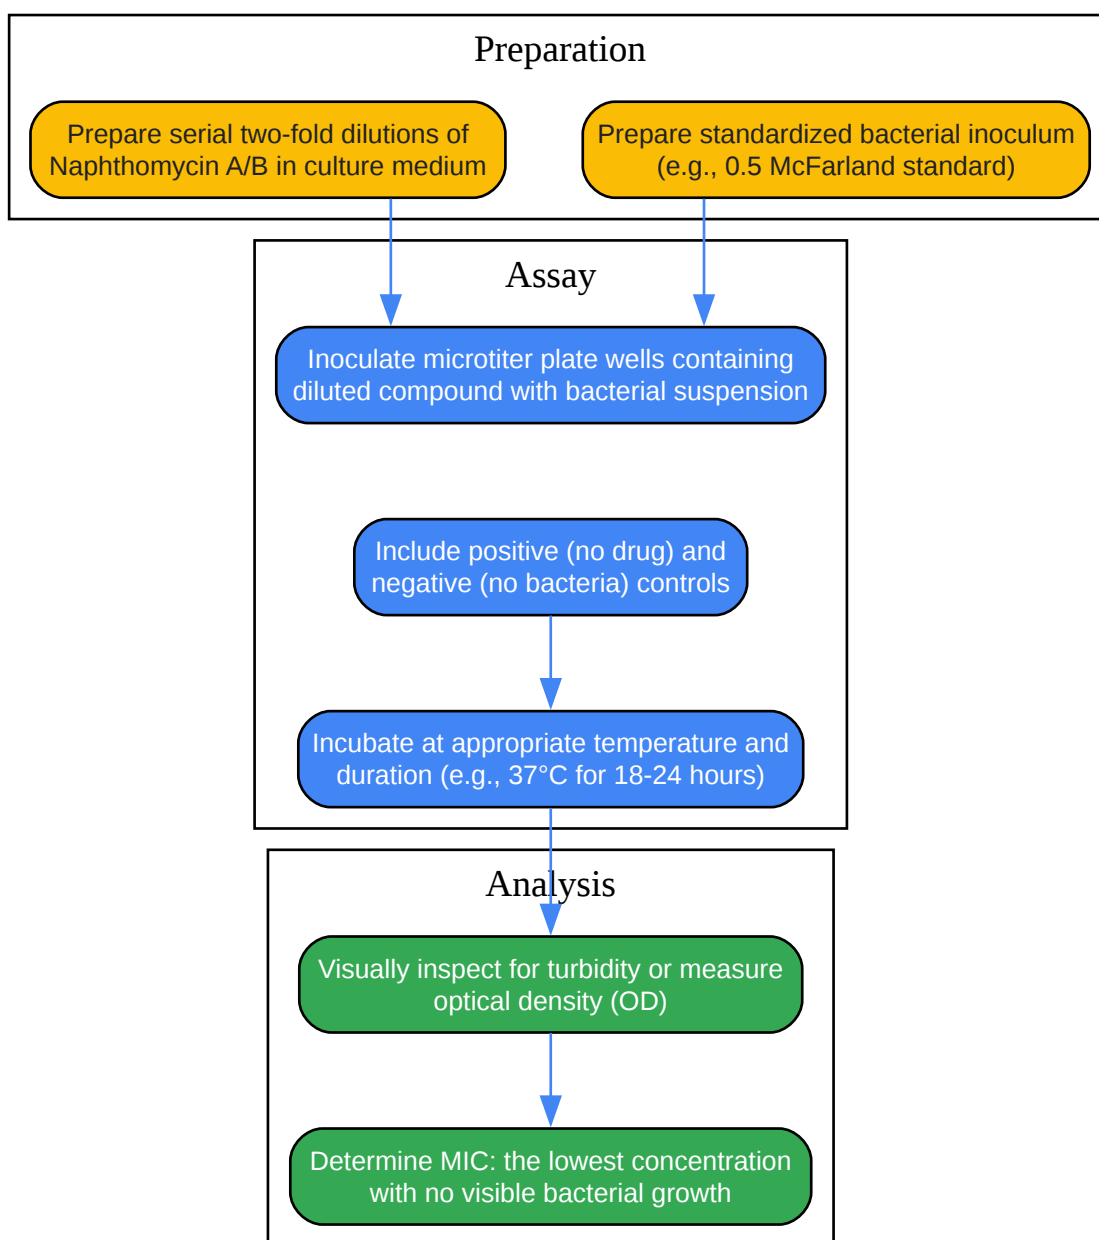 Preparation
Prepare serial two-fold dilutions of
Naphthomycin A/B in culture medium
Prepare standardized bacterial inoculum
(e.g., 0.5 McFarland standard)
Assay
Inoculate microtiter plate wells containing
diluted compound with bacterial suspension
Include positive (no drug) and
negative (no bacteria) controls
Incubate at appropriate temperature and
duration (e.g., 37°C for 18-24 hours)
Analysis
Visually inspect for turbidity or measure
optical density (OD)
Determine MIC: the lowest concentration
with no visible bacterial growth